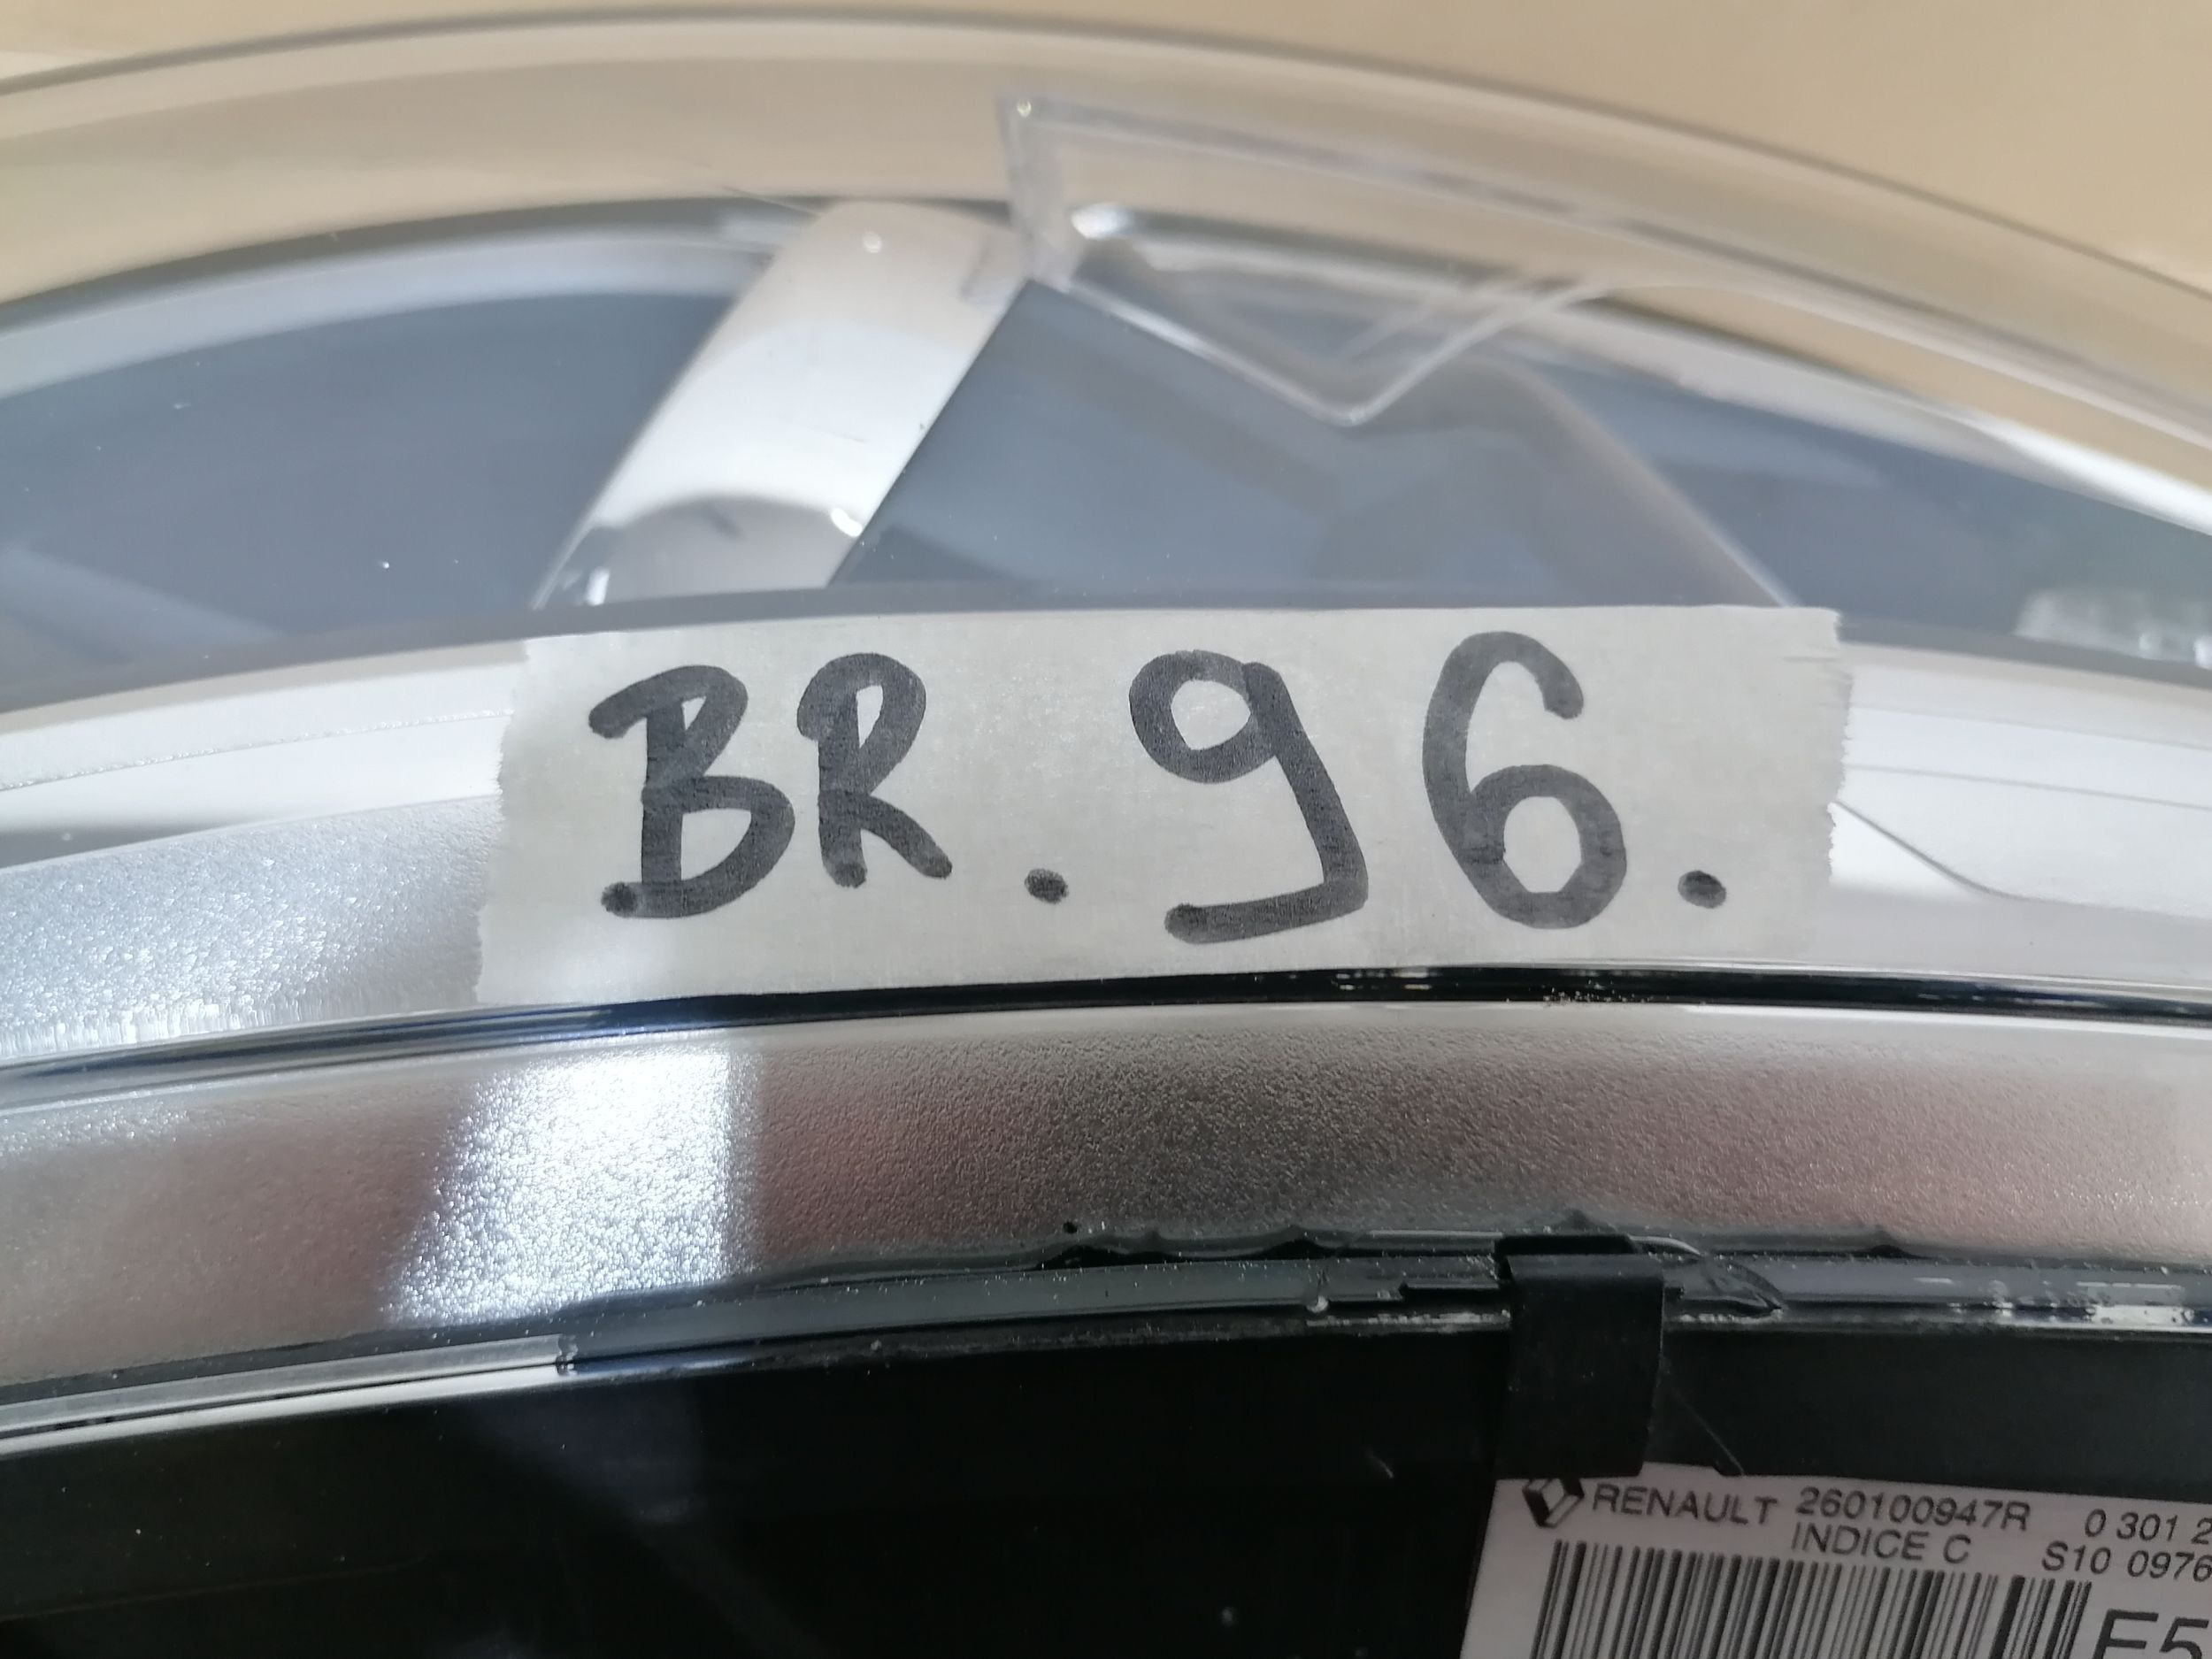 BR. 96.
RENAULT 260100947R 0 301 2
INDICE C S10 0976
E5